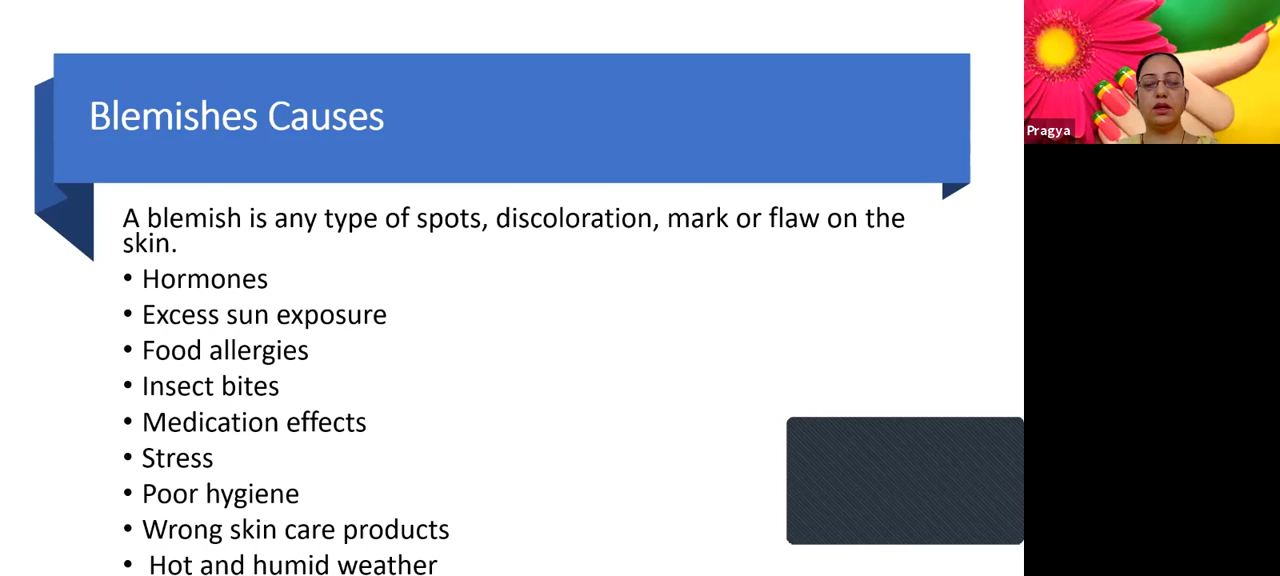 Blemishes Causes
A blemish is any type of spots, discoloration, mark or flaw on the
skin.
• Hormones
• Excess sun exposure
• Food allergies
• Insect bites
• Medication effects
• Stress
• Poor hygiene
• Wrong skin care products
• Hot and humid weather
Pragya